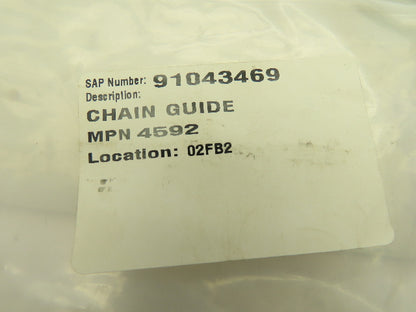 SAP Number: 91043469
Description:
CHAIN GUIDE
MPN 4592
Location: 02FB2